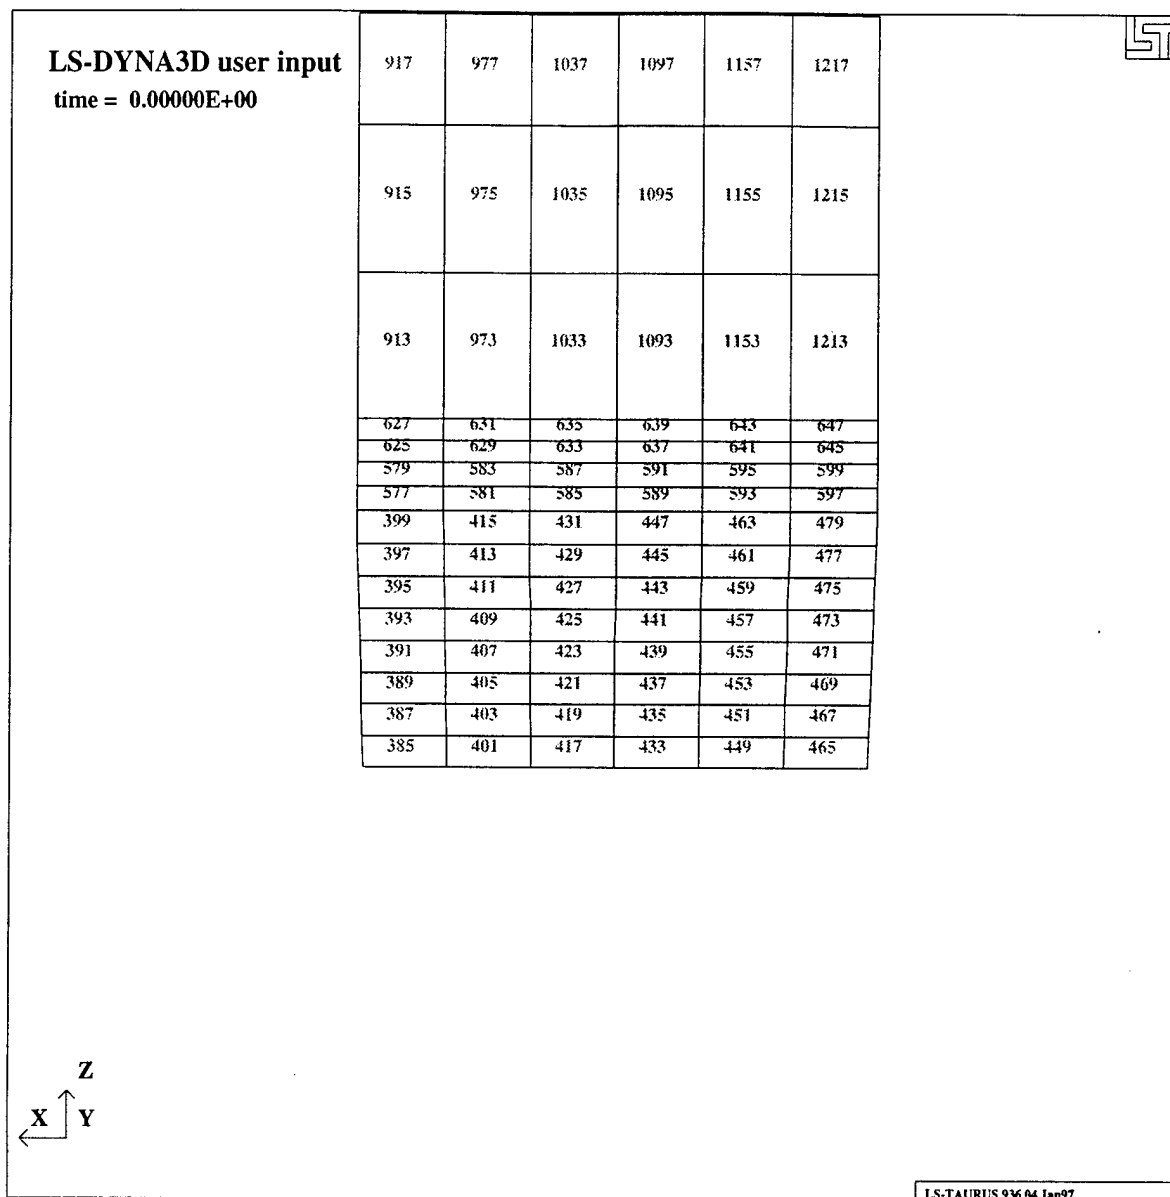 LS-DYNA3D user input
time = 0.00000E+00
917 977 1037 1097 1157 1217
915 975 1035 1095 1155 1215
913 973 1033 1093 1153 1213
627 631 635 639 643 647
625 629 633 637 641 645
579 583 587 591 595 599
577 581 585 589 593 597
399 415 431 447 463 479
397 413 429 445 461 477
395 411 427 443 459 475
393 409 425 441 457 473
391 407 423 439 455 471
389 405 421 437 453 469
387 403 419 435 451 467
385 401 417 433 449 465
Z
X Y
LS-TAURUS 936.04 Jan97